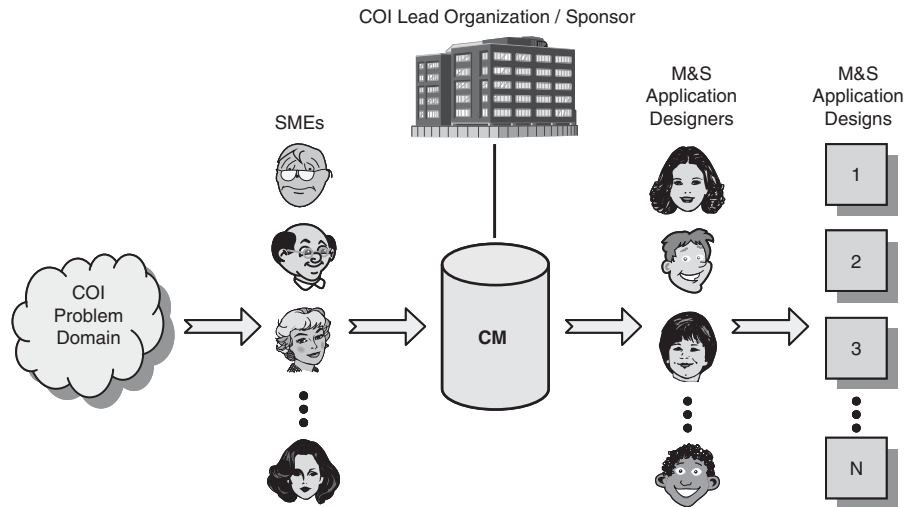 COI Lead Organization / Sponsor
SMEs
M&S
Application
Designers
M&S
Application
Designs
COI
Problem
Domain
CM
1
2
3
N